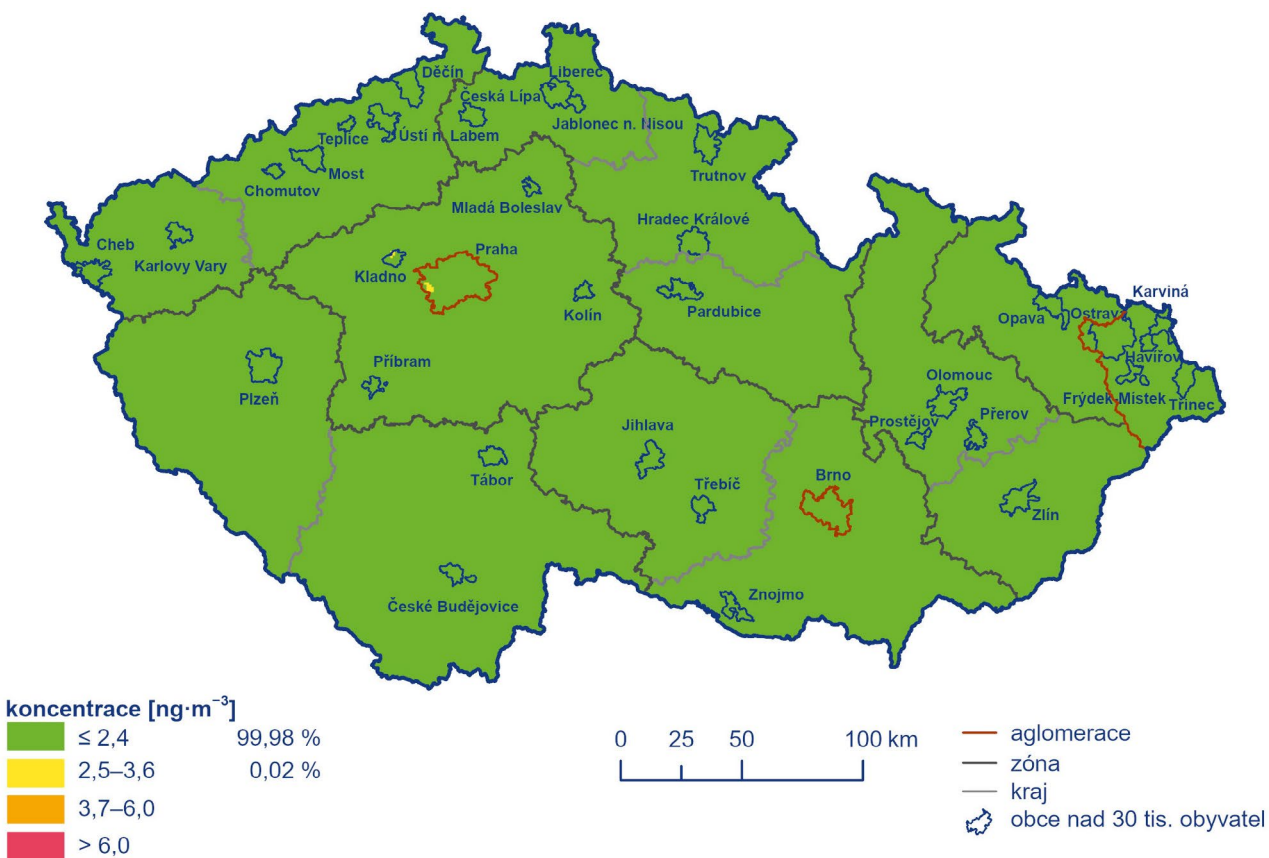 Děčín
Liberec
Česká Lípa
Jablonec n. Nisou
Teplice
Ústí n. Labem
Most
Chomutov
Trutnov
Mladá Boleslav
Hradec Králové
Cheb
Karlovy Vary
Kladno
Praha
Kolín
Pardubice
Karviná
Opava
Ostrava
Havířov
Příbram
Plzeň
Olomouc
Frýdek-Místek
Třinec
Prostějov
Přerov
Jihlava
Tábor
Třebíč
Brno
Zlín
České Budějovice
Znojmo
koncentrace [ng·m⁻³]
≤ 2,4 99,98 %
2,5–3,6 0,02 %
3,7–6,0
> 6,0
0 25 50 100 km
aglomerace
zóna
kraj
obce nad 30 tis. obyvatel